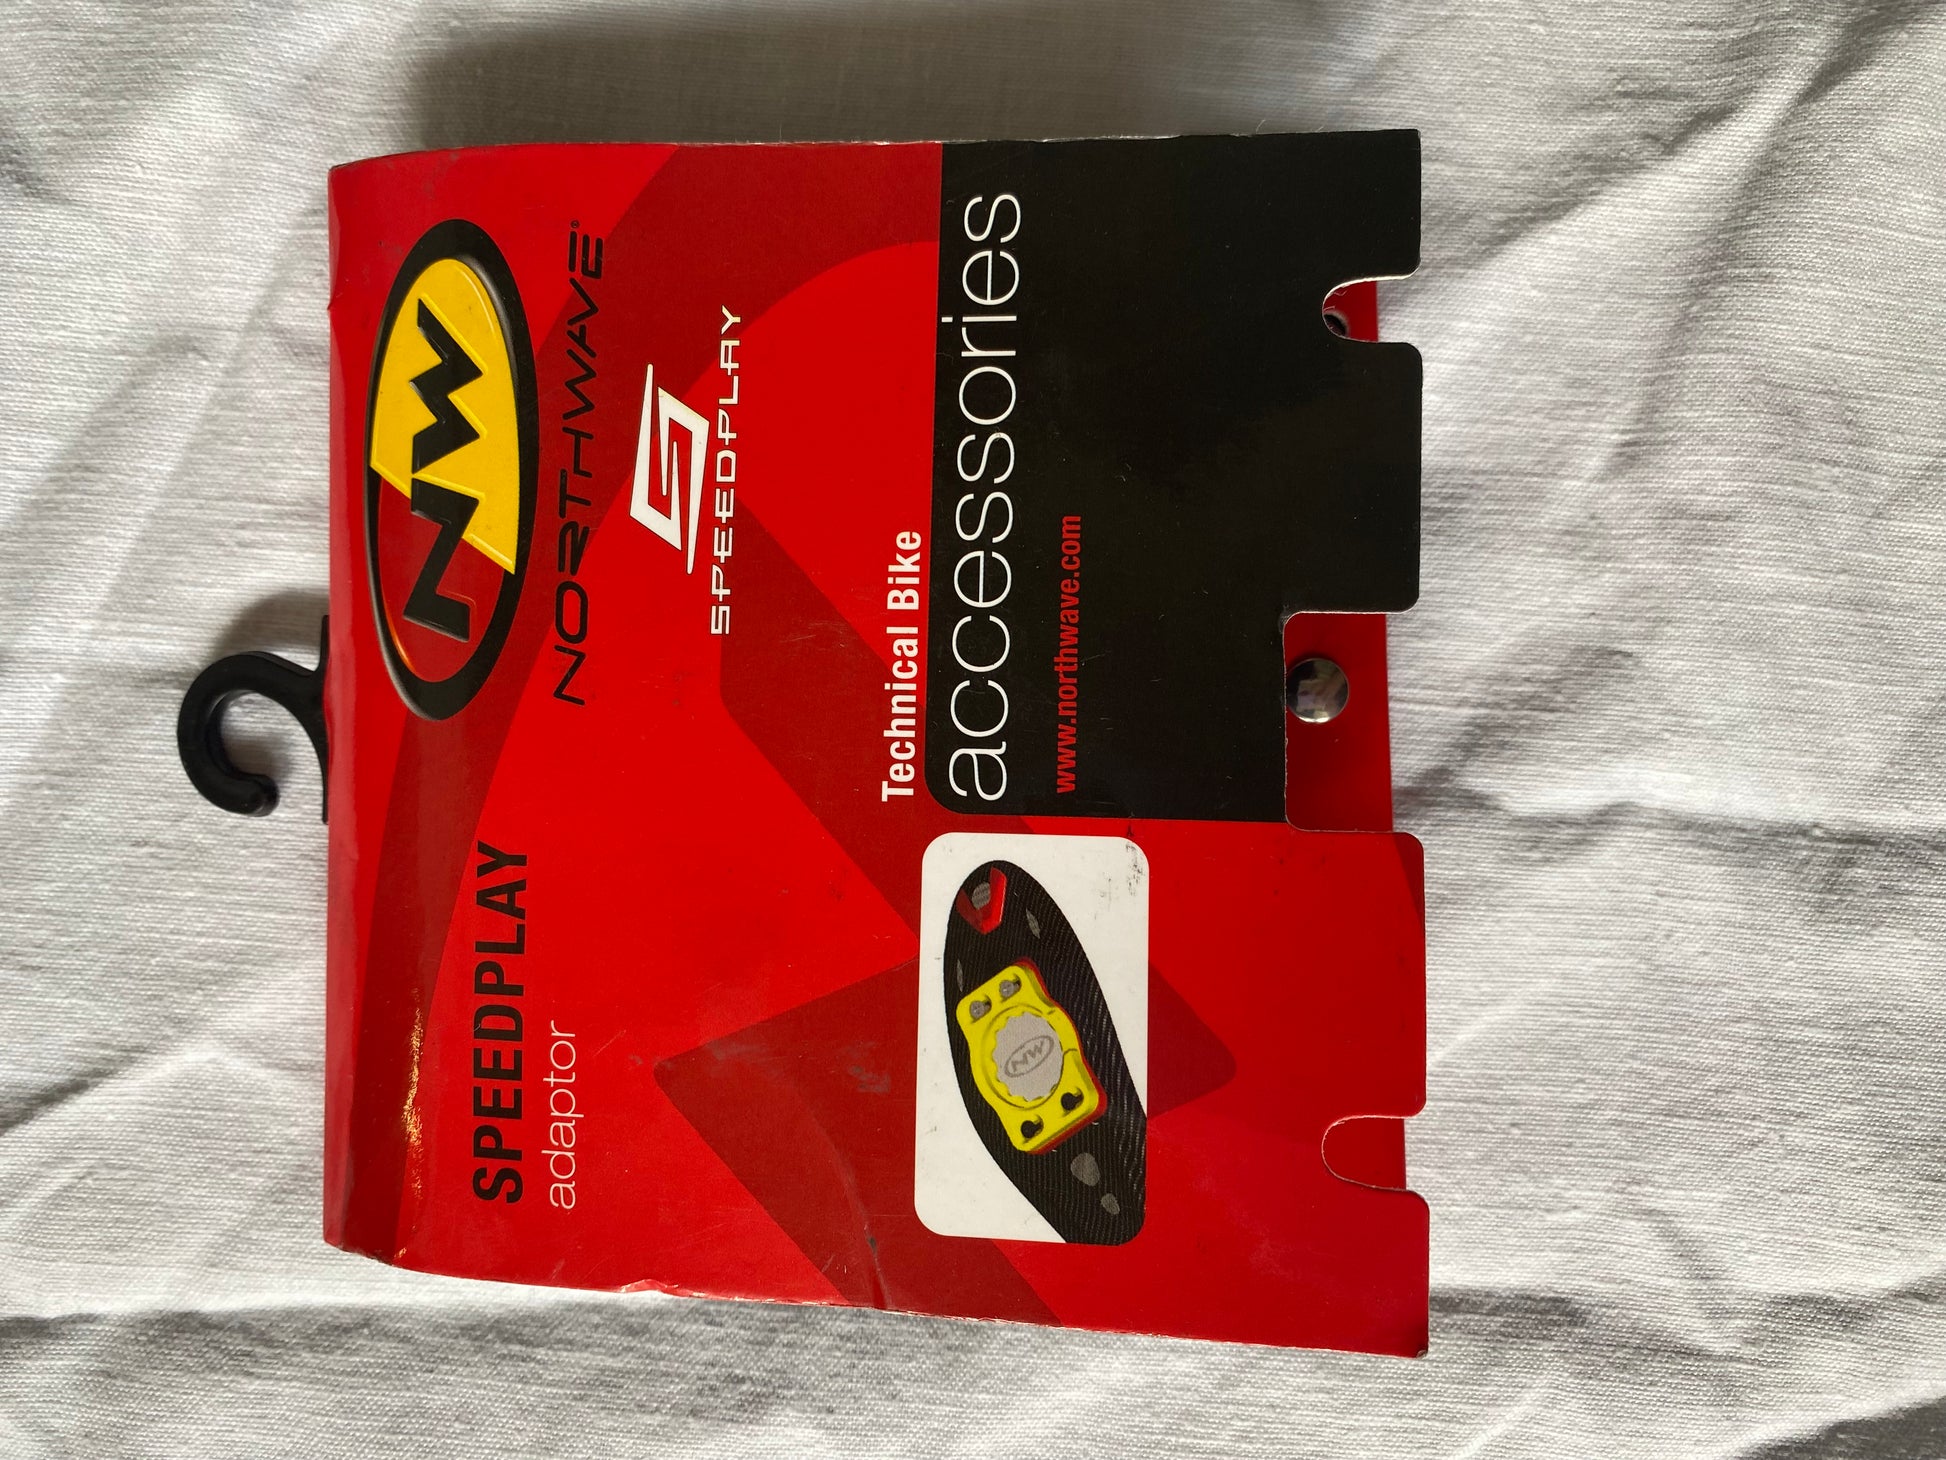 NW
NORTHWAVE®
SPEEDPLAY
adaptor
S
SPEEDPLAY
Technical Bike
accessories
www.northwave.com
NW